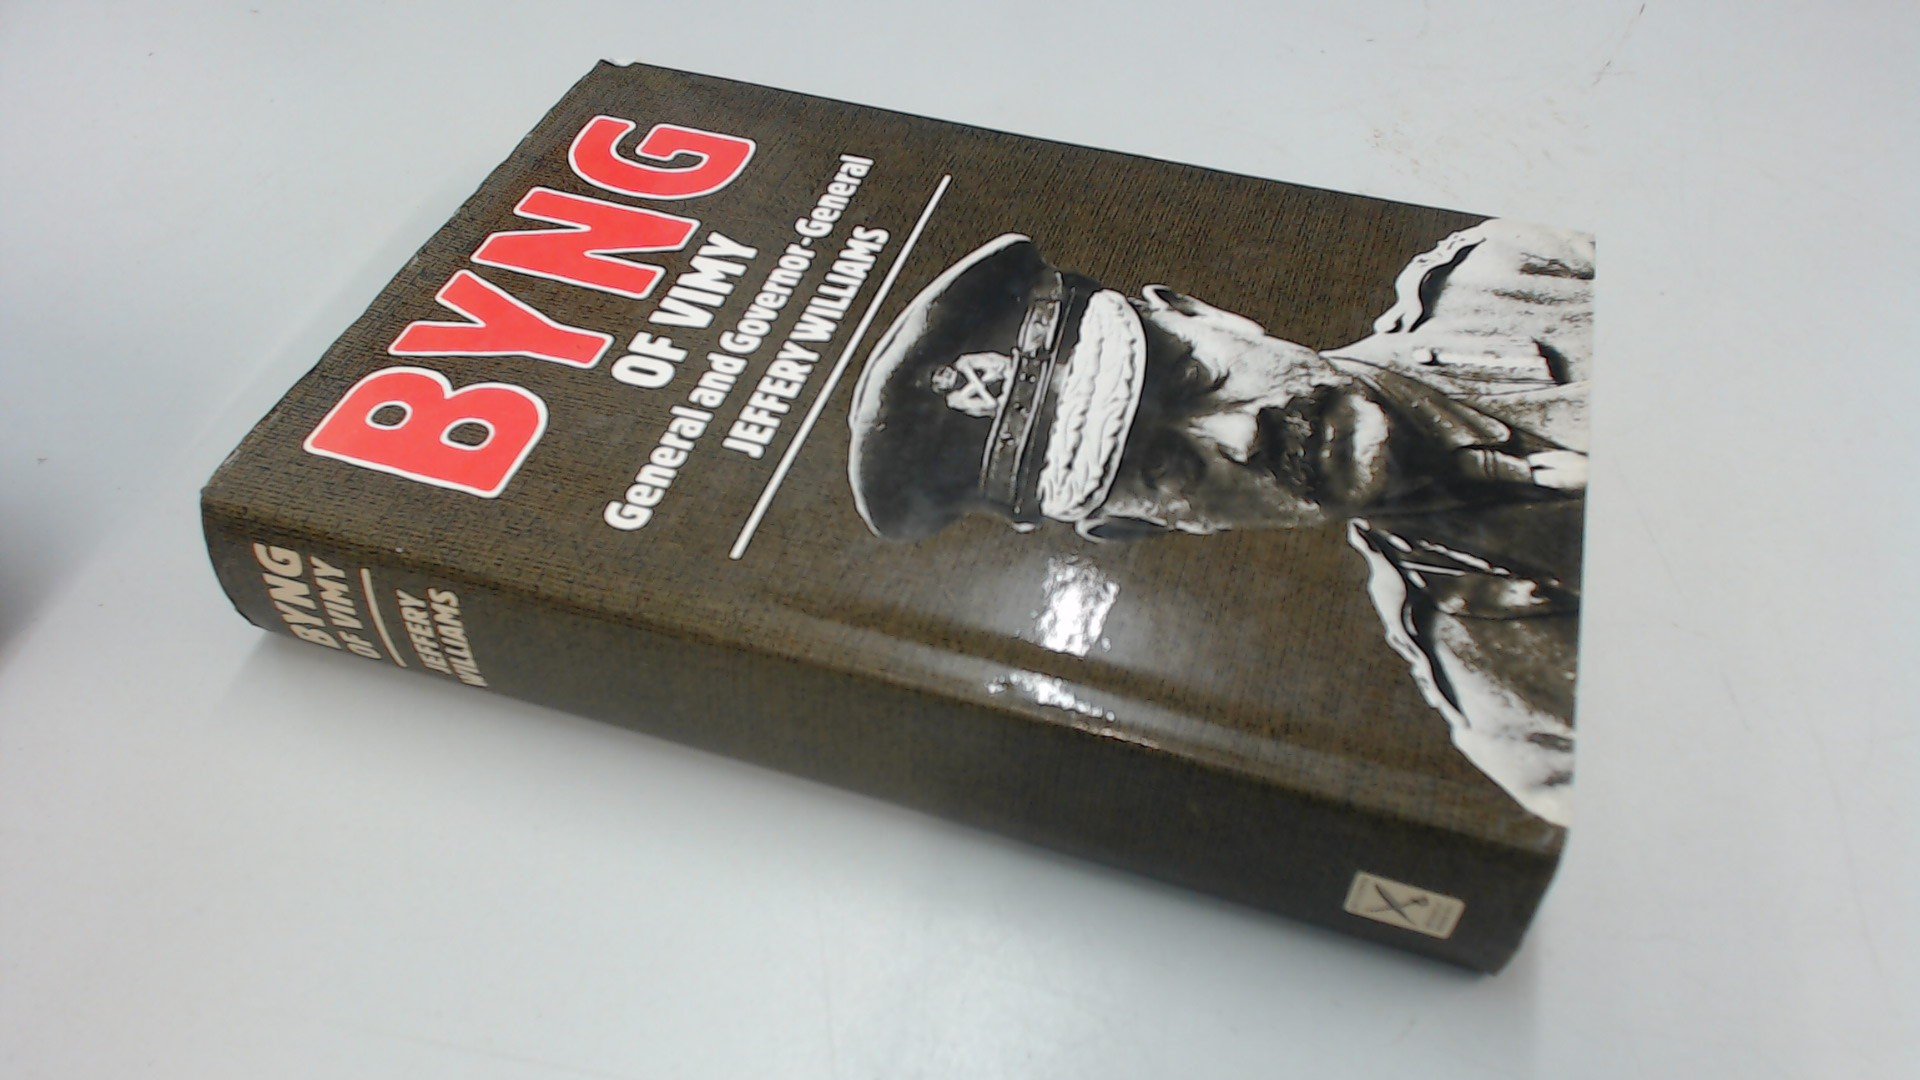 BYNG
OF VIMY
General and Governor-General
JEFFERY WILLIAMS
BYNG
OF VIMY
JEFFERY
WILLIAMS